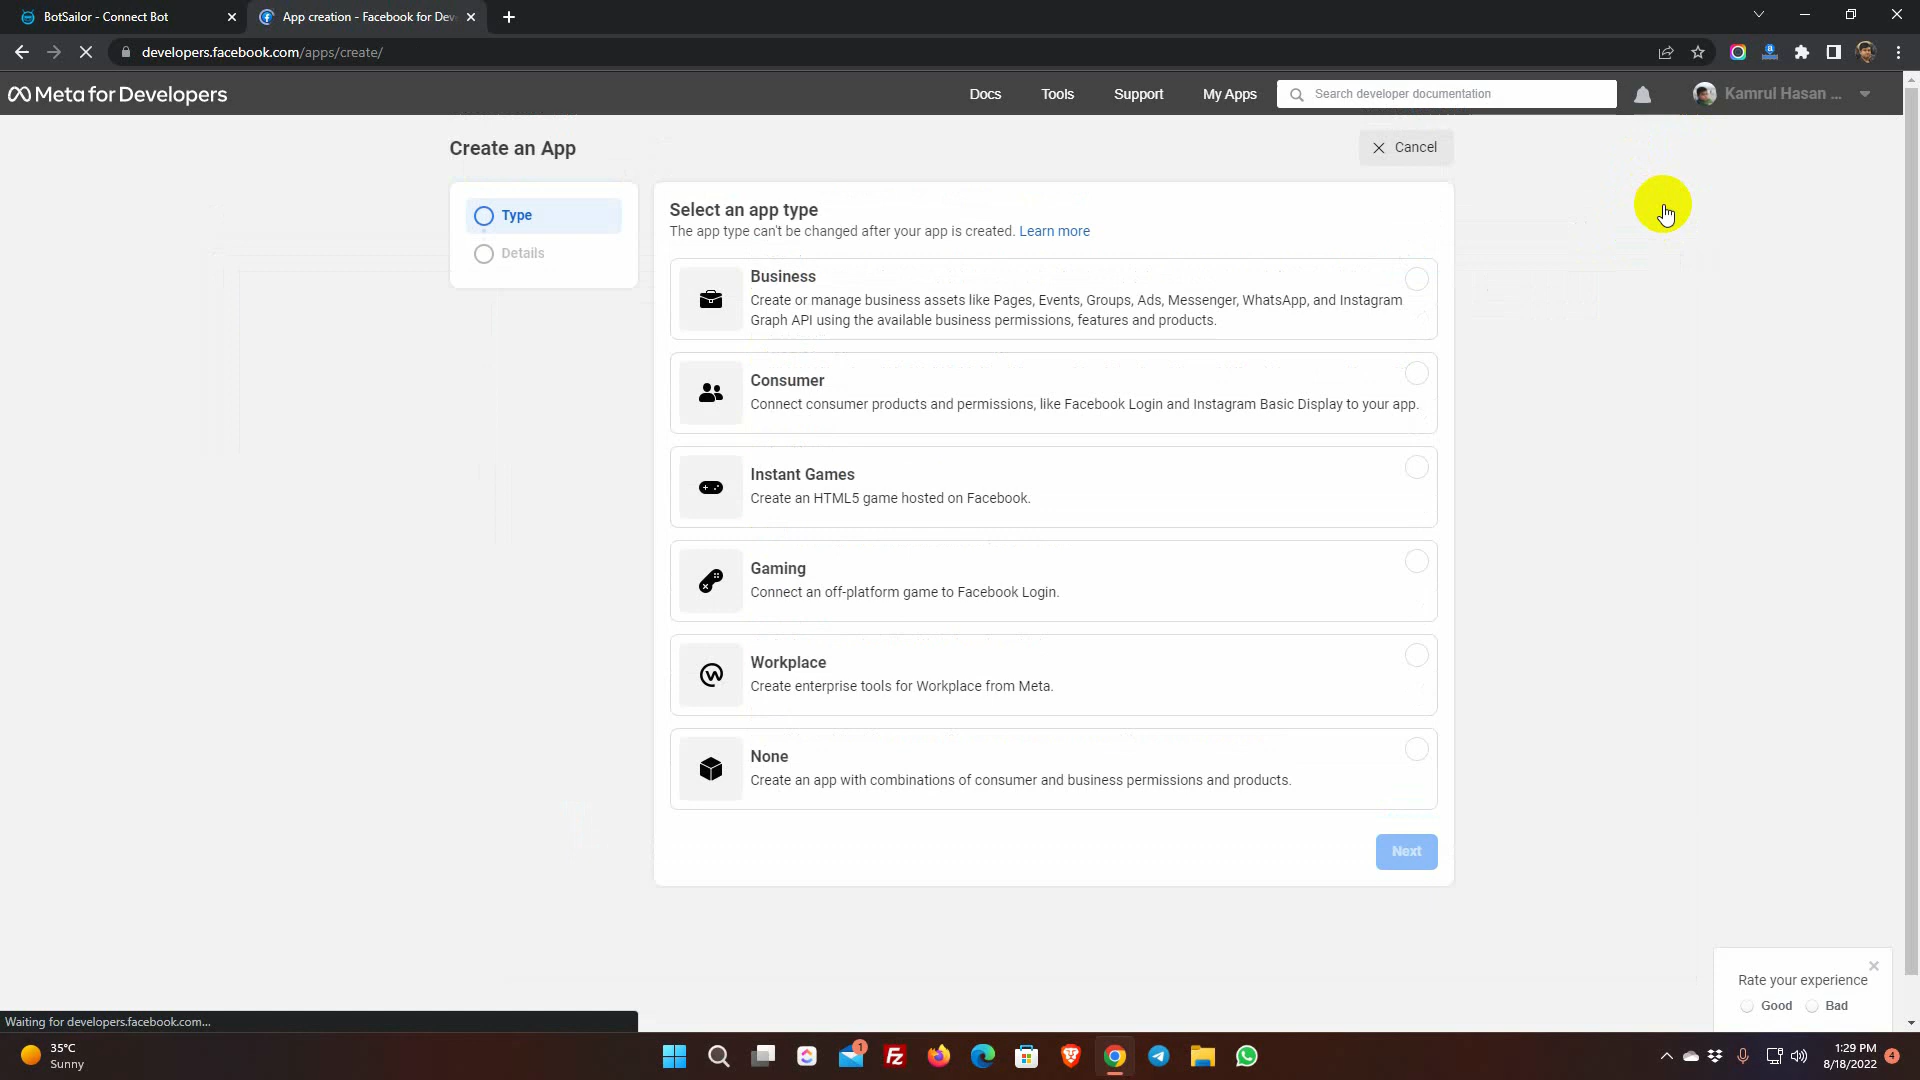 BotSailor - Connect Bot
App creation - Facebook for Dev
developers.facebook.com/apps/create/
Meta for Developers
Docs
Tools
Support
My Apps
Search developer documentation
Kamrul Hasan ...
Create an App
Cancel
Type
Details
Select an app type
The app type can't be changed after your app is created. Learn more
Business
Create or manage business assets like Pages, Events, Groups, Ads, Messenger, WhatsApp, and Instagram
Graph API using the available business permissions, features and products.
Consumer
Connect consumer products and permissions, like Facebook Login and Instagram Basic Display to your app.
Instant Games
Create an HTML5 game hosted on Facebook.
Gaming
Connect an off-platform game to Facebook Login.
Workplace
Create enterprise tools for Workplace from Meta.
None
Create an app with combinations of consumer and business permissions and products.
Next
Rate your experience
Good
Bad
Waiting for developers.facebook.com...
35°C
Sunny
1
1:29 PM
8/18/2022
4